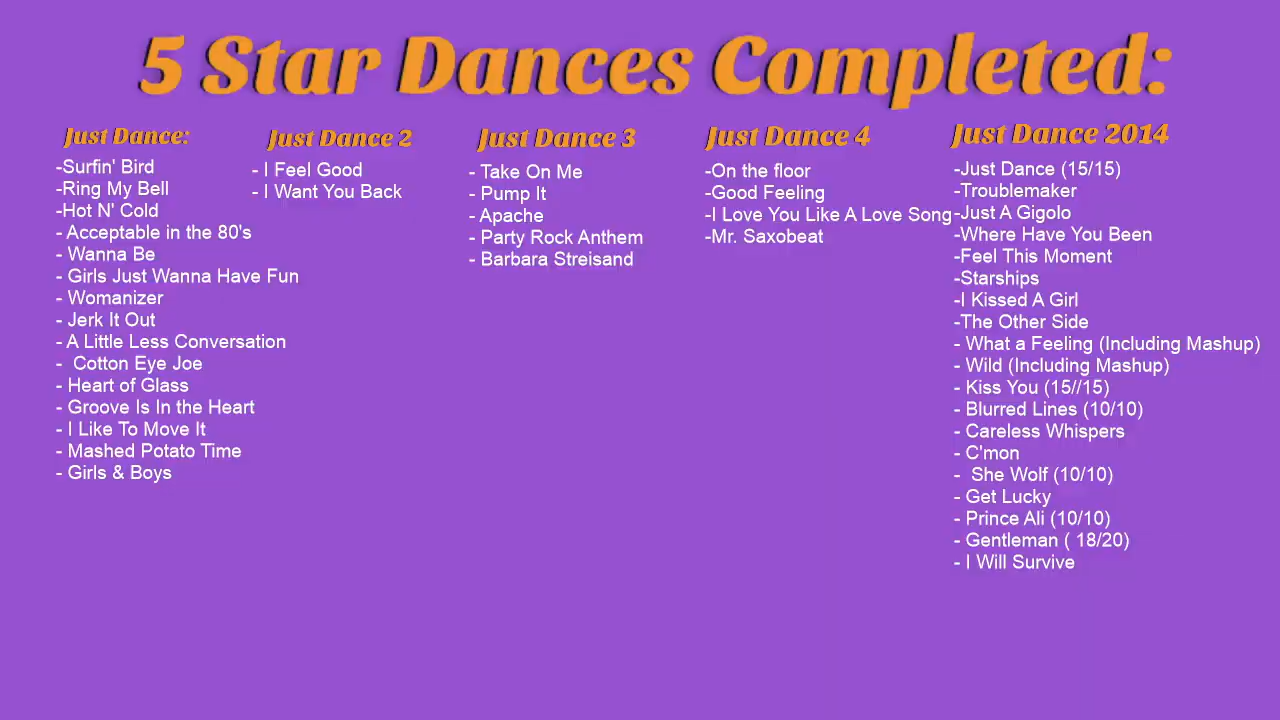 5 Star Dances Completed:
Just Dance:
-Surfin' Bird
-Ring My Bell
-Hot N' Cold
- Acceptable in the 80's
- Wanna Be
- Girls Just Wanna Have Fun
- Womanizer
- Jerk It Out
- A Little Less Conversation
- Cotton Eye Joe
- Heart of Glass
- Groove Is In the Heart
- I Like To Move It
- Mashed Potato Time
- Girls & Boys
Just Dance 2
- I Feel Good
- I Want You Back
Just Dance 3
- Take On Me
- Pump It
- Apache
- Party Rock Anthem
- Barbara Streisand
Just Dance 4
-On the floor
-Good Feeling
-I Love You Like A Love Song
-Mr. Saxobeat
Just Dance 2014
-Just Dance (15/15)
-Troublemaker
-Just A Gigolo
-Where Have You Been
-Feel This Moment
-Starships
-I Kissed A Girl
-The Other Side
- What a Feeling (Including Mashup)
- Wild (Including Mashup)
- Kiss You (15//15)
- Blurred Lines (10/10)
- Careless Whispers
- C'mon
- She Wolf (10/10)
- Get Lucky
- Prince Ali (10/10)
- Gentleman ( 18/20)
- I Will Survive